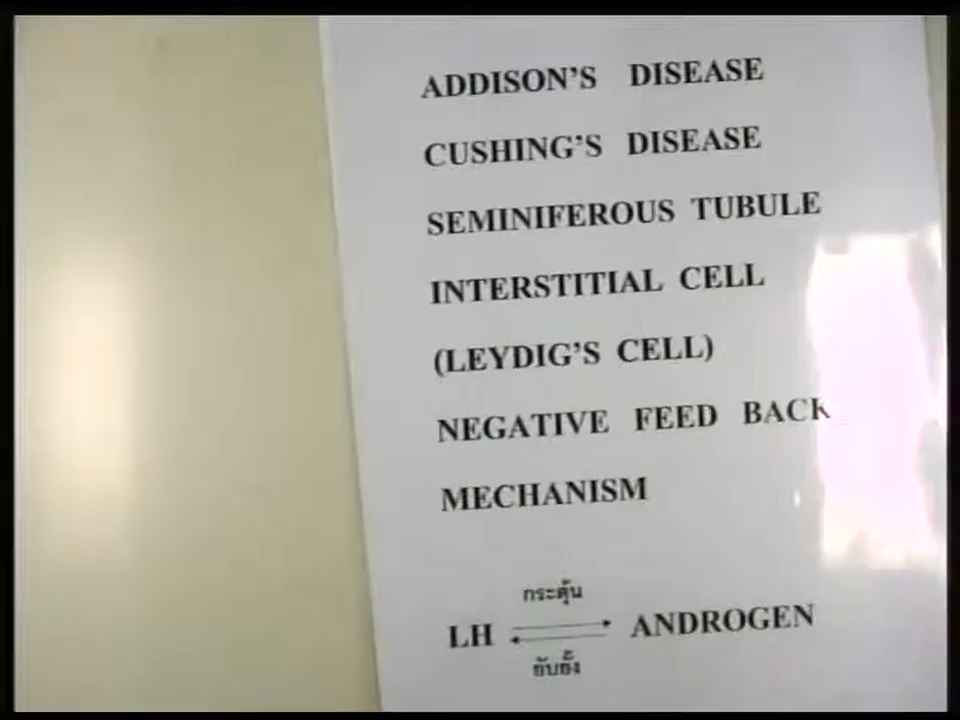 ADDISON'S DISEASE
CUSHING'S DISEASE
SEMINIFEROUS TUBULE
INTERSTITIAL CELL
(LEYDIG'S CELL)
NEGATIVE FEED BACK
MECHANISM
กระตุ้น
LH ANDROGEN
ยับยั้ง